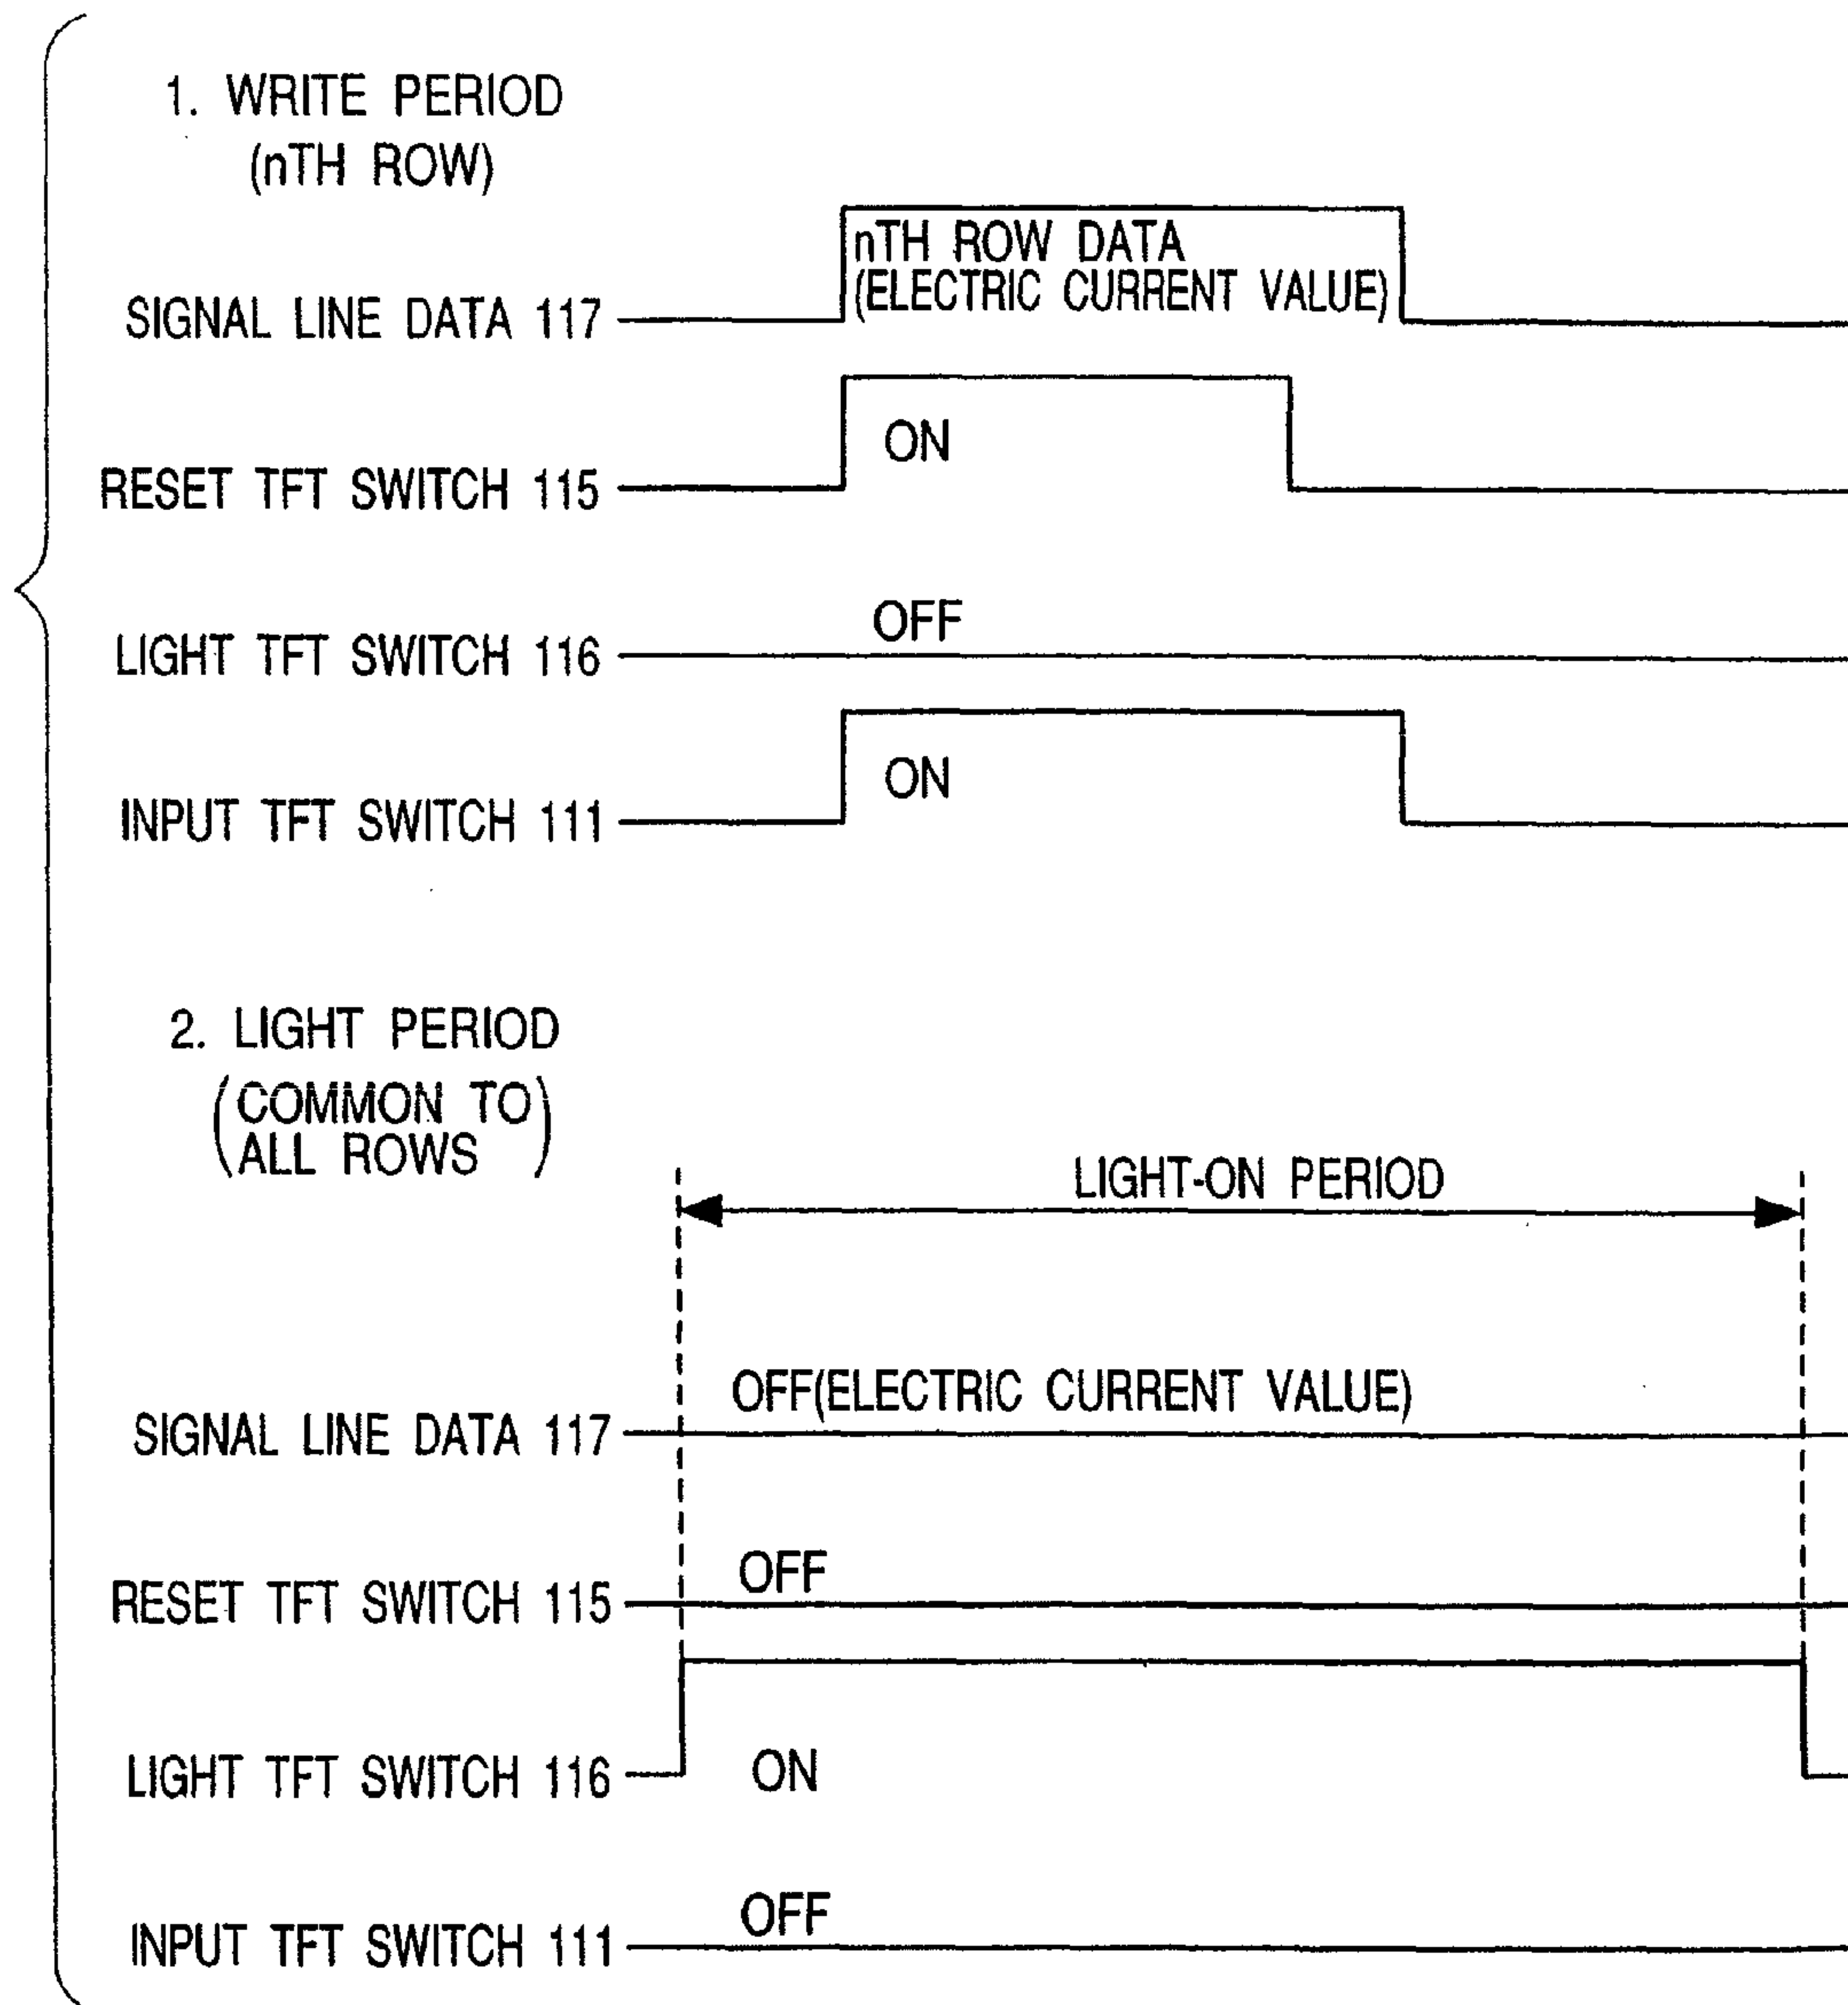 1. WRITE PERIOD
(nTH ROW)
nTH ROW DATA
(ELECTRIC CURRENT VALUE)
SIGNAL LINE DATA 117
ON
RESET TFT SWITCH 115
OFF
LIGHT TFT SWITCH 116
ON
INPUT TFT SWITCH 111
2. LIGHT PERIOD
(COMMON TO
ALL ROWS)
LIGHT-ON PERIOD
OFF(ELECTRIC CURRENT VALUE)
SIGNAL LINE DATA 117
OFF
RESET TFT SWITCH 115
LIGHT TFT SWITCH 116
ON
OFF
INPUT TFT SWITCH 111